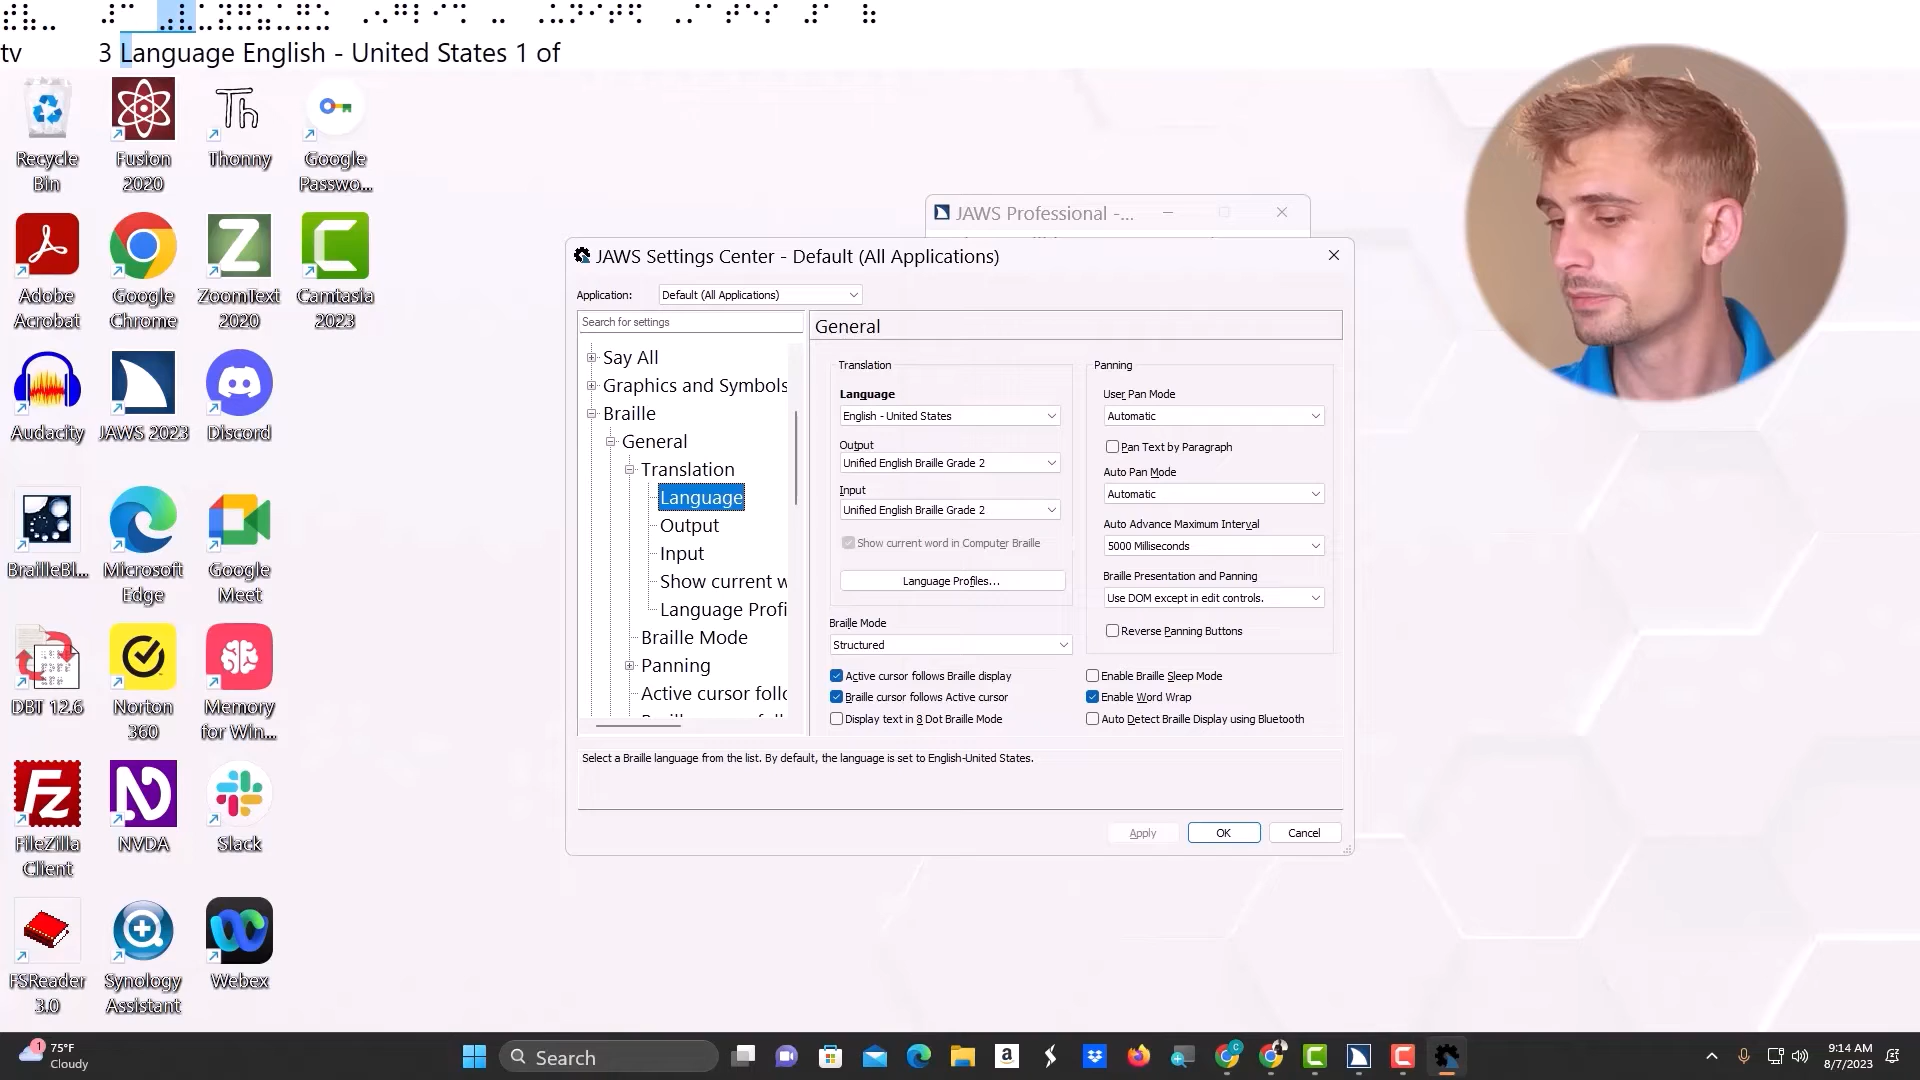 tv 3 Language English - United States 1 of
Recycle Bin
Fusion 2020
Thonny
Google Passwo...
Adobe Acrobat
Google Chrome
ZoomText 2020
Camtasia 2023
Audacity
JAWS 2023
Discord
BrailleBl...
Microsoft Edge
Google Meet
DBT 12.6
Norton 360
Memory for Win...
FileZilla Client
NVDA
Slack
FSReader 3.0
Synology Assistant
Webex
JAWS Professional -...
JAWS Settings Center - Default (All Applications)
Application: Default (All Applications)
Search for settings
Say All
Graphics and Symbols
Braille
General
Translation
Language
Output
Input
Show current w
Language Profi
Braille Mode
Panning
Active cursor follo
General
Translation
Language
English - United States
Output
Unified English Braille Grade 2
Input
Unified English Braille Grade 2
Show current word in Computer Braille
Language Profiles...
Braille Mode
Structured
Active cursor follows Braille display
Braille cursor follows Active cursor
Display text in 8 Dot Braille Mode
Panning
User Pan Mode
Automatic
Pan Text by Paragraph
Auto Pan Mode
Automatic
Auto Advance Maximum Interval
5000 Milliseconds
Braille Presentation and Panning
Use DOM except in edit controls.
Reverse Panning Buttons
Enable Braille Sleep Mode
Enable Word Wrap
Auto Detect Braille Display using Bluetooth
Select a Braille language from the list. By default, the language is set to English-United States.
Apply OK Cancel
1
75°F
Cloudy
Search
9:14 AM
8/7/2023